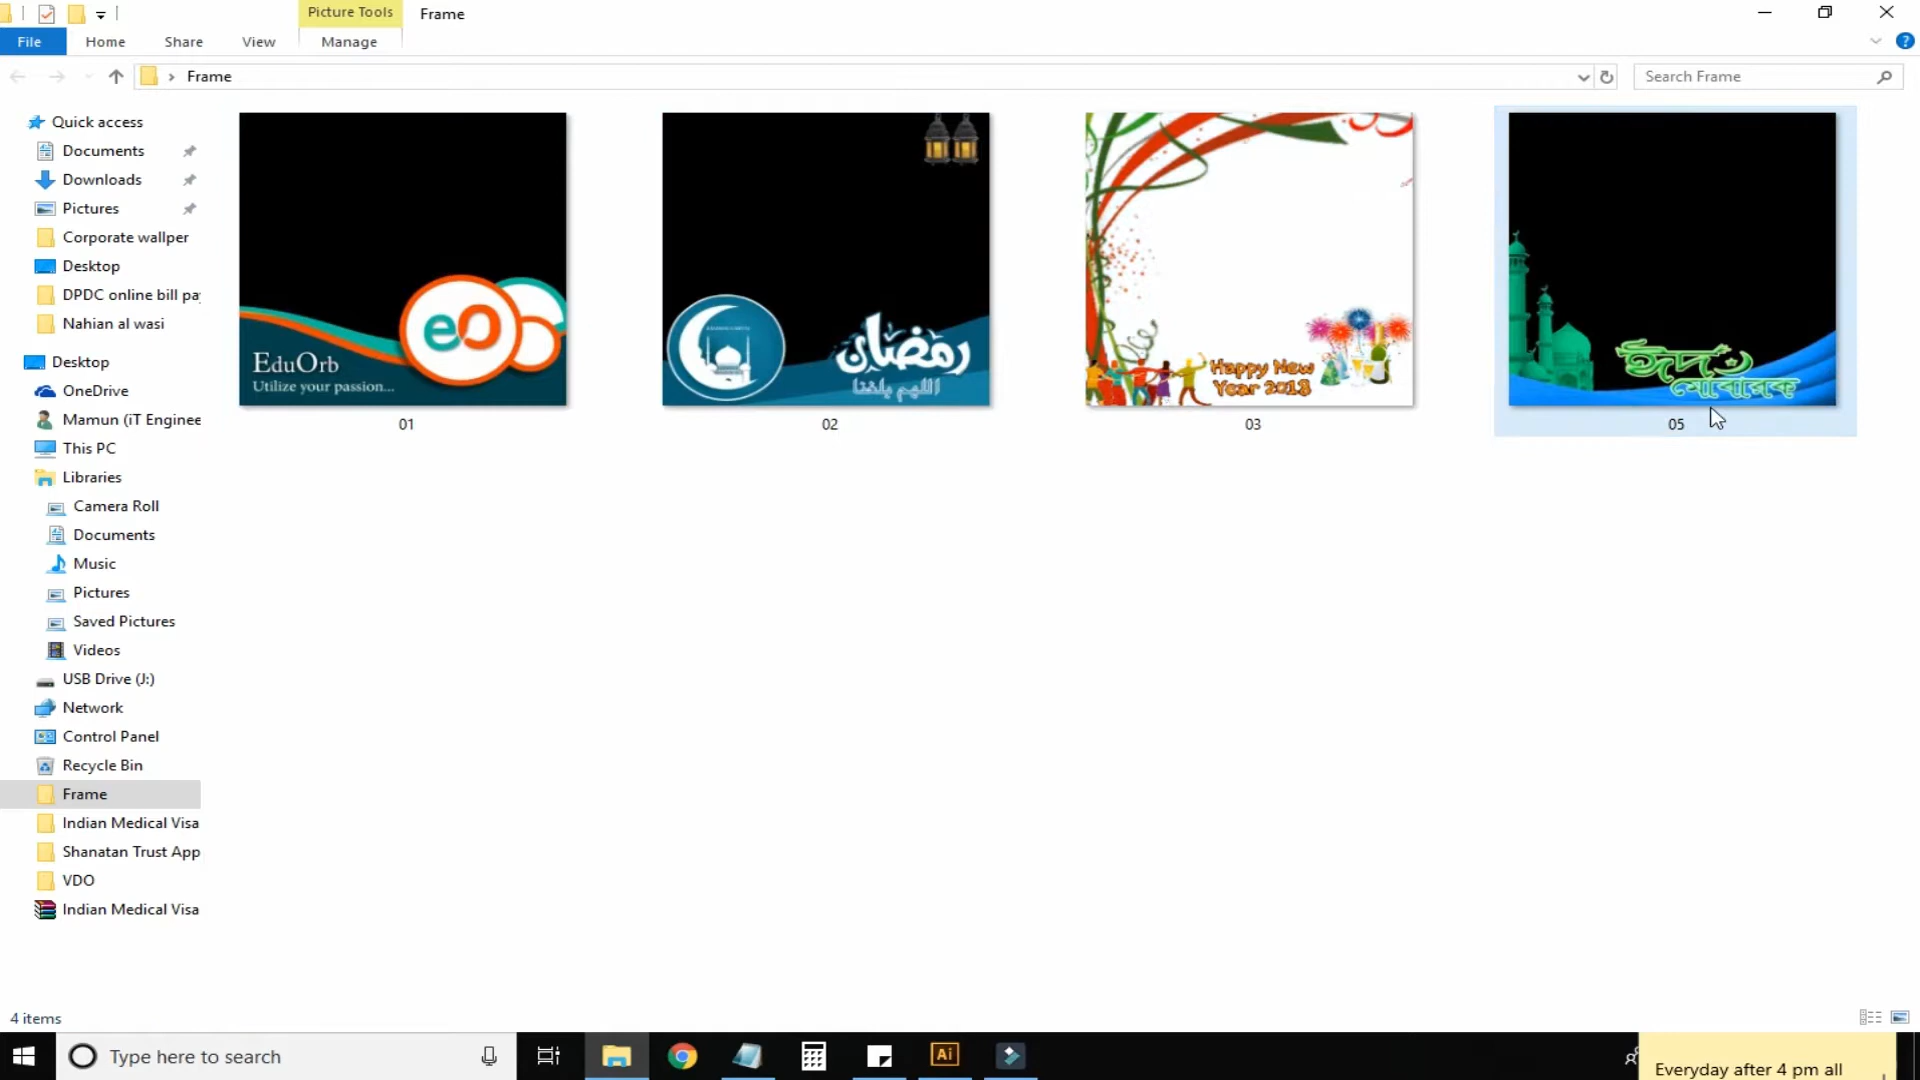 Picture Tools
Frame
File
Home
Share
View
Manage
Frame
Search Frame
Quick access
Documents
Downloads
Pictures
Corporate wallper
Desktop
DPDC online bill pa
Nahian al wasi
Desktop
OneDrive
Mamun (iT Enginee
This PC
Libraries
Camera Roll
Documents
Music
Pictures
Saved Pictures
Videos
USB Drive (J:)
Network
Control Panel
Recycle Bin
Frame
Indian Medical Visa
Shanatan Trust App
VDO
Indian Medical Visa
eO
EduOrb
Utilize your passion...
01
رمضان
اللهم بلغنا
02
Happy New
Year 2018
03
ঈদ
মোবারক
05
4 items
Type here to search
Ai
Everyday after 4 pm all